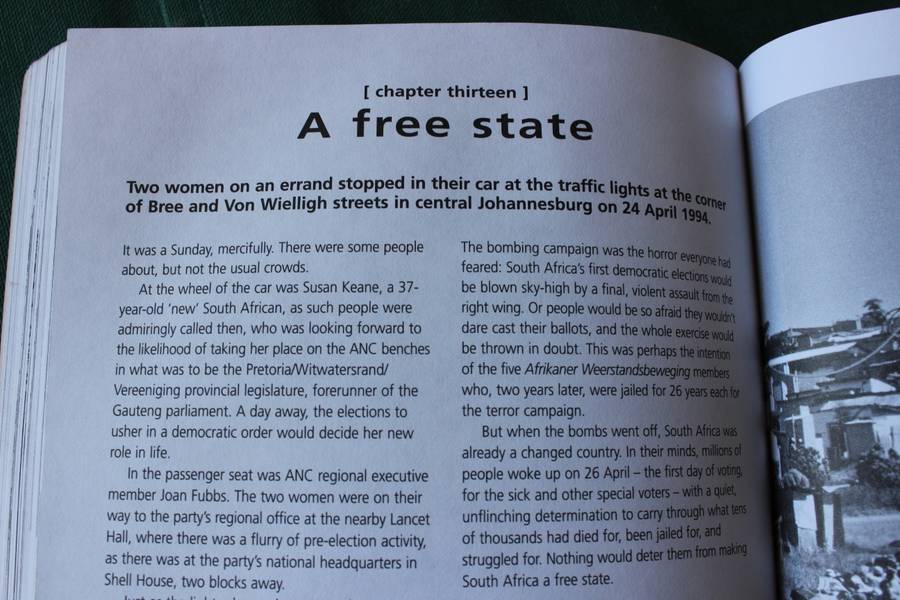 [ chapter thirteen ]
A free state
Two women on an errand stopped in their car at the traffic lights at the corner
of Bree and Von Wielligh streets in central Johannesburg on 24 April 1994.
It was a Sunday, mercifully. There were some people
about, but not the usual crowds.
At the wheel of the car was Susan Keane, a 37-
year-old ‘new’ South African, as such people were
admiringly called then, who was looking forward to
the likelihood of taking her place on the ANC benches
in what was to be the Pretoria/Witwatersrand/
Vereeniging provincial legislature, forerunner of the
Gauteng parliament. A day away, the elections to
usher in a democratic order would decide her new
role in life.
In the passenger seat was ANC regional executive
member Joan Fubbs. The two women were on their
way to the party’s regional office at the nearby Lancet
Hall, where there was a flurry of pre-election activity,
as there was at the party’s national headquarters in
Shell House, two blocks away.
The bombing campaign was the horror everyone had
feared: South Africa’s first democratic elections would
be blown sky-high by a final, violent assault from the
right wing. Or people would be so afraid they wouldn’t
dare cast their ballots, and the whole exercise would
be thrown in doubt. This was perhaps the intention
of the five Afrikaner Weerstandsbeweging members
who, two years later, were jailed for 26 years each for
the terror campaign.
But when the bombs went off, South Africa was
already a changed country. In their minds, millions of
people woke up on 26 April – the first day of voting,
for the sick and other special voters – with a quiet,
unflinching determination to carry through what tens
of thousands had died for, been jailed for, and
struggled for. Nothing would deter them from making
South Africa a free state.